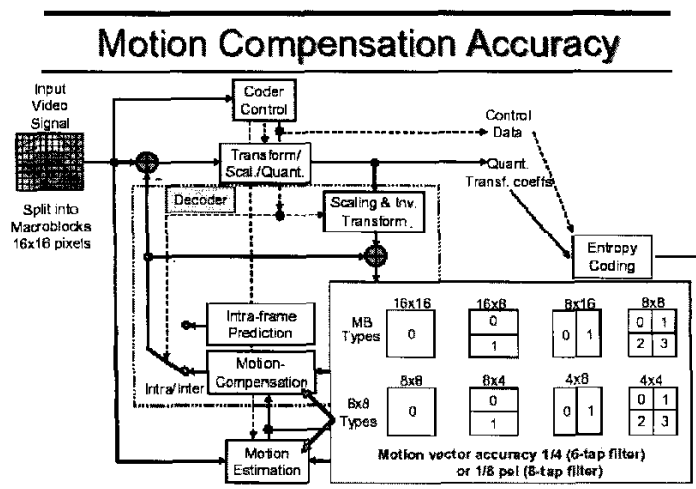 Motion Compensation Accuracy
Input
Video
Signal
Coder
Control
Control
Data
Transform/
Scal./Quant.
Quant.
Transf. coeffs
Split into
Macroblocks
16x16 pixels
Decoder
Scaling & Inv.
Transform
Entropy
Coding
Intra-frame
Prediction
Motion-
Compensation
Intra/Inter
Motion
Estimation
16x16
16x8
8x16
8x8
MB
Types
0
0
1
0 1
0 1
2 3
8x8
8x4
4x8
4x4
8x8
Types
0
0
1
0 1
0 1
2 3
Motion vector accuracy 1/4 (6-tap filter)
or 1/8 pel (8-tap filter)